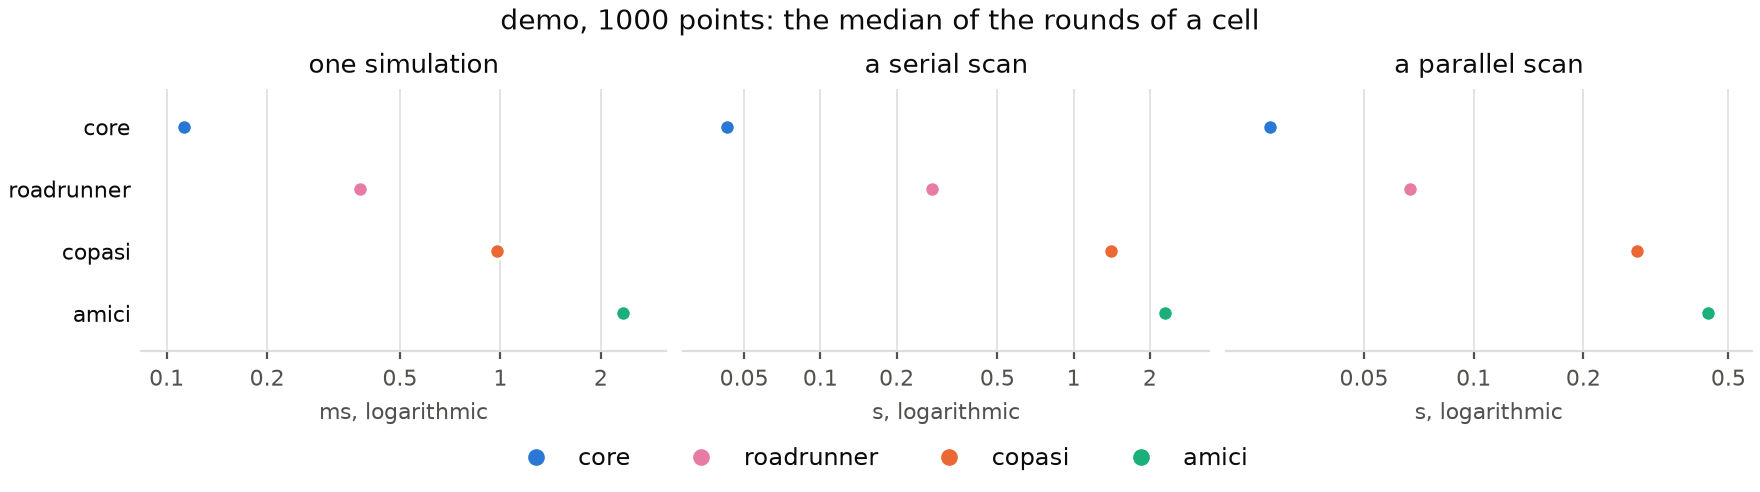 demo, 1000 points: the median of the rounds of a cell
one simulation
a serial scan
a parallel scan
core
roadrunner
copasi
amici
0.1 0.2 0.5 1 2
0.05 0.1 0.2 0.5 1 2
0.05 0.1 0.2 0.5
ms, logarithmic
s, logarithmic
s, logarithmic
core roadrunner copasi amici